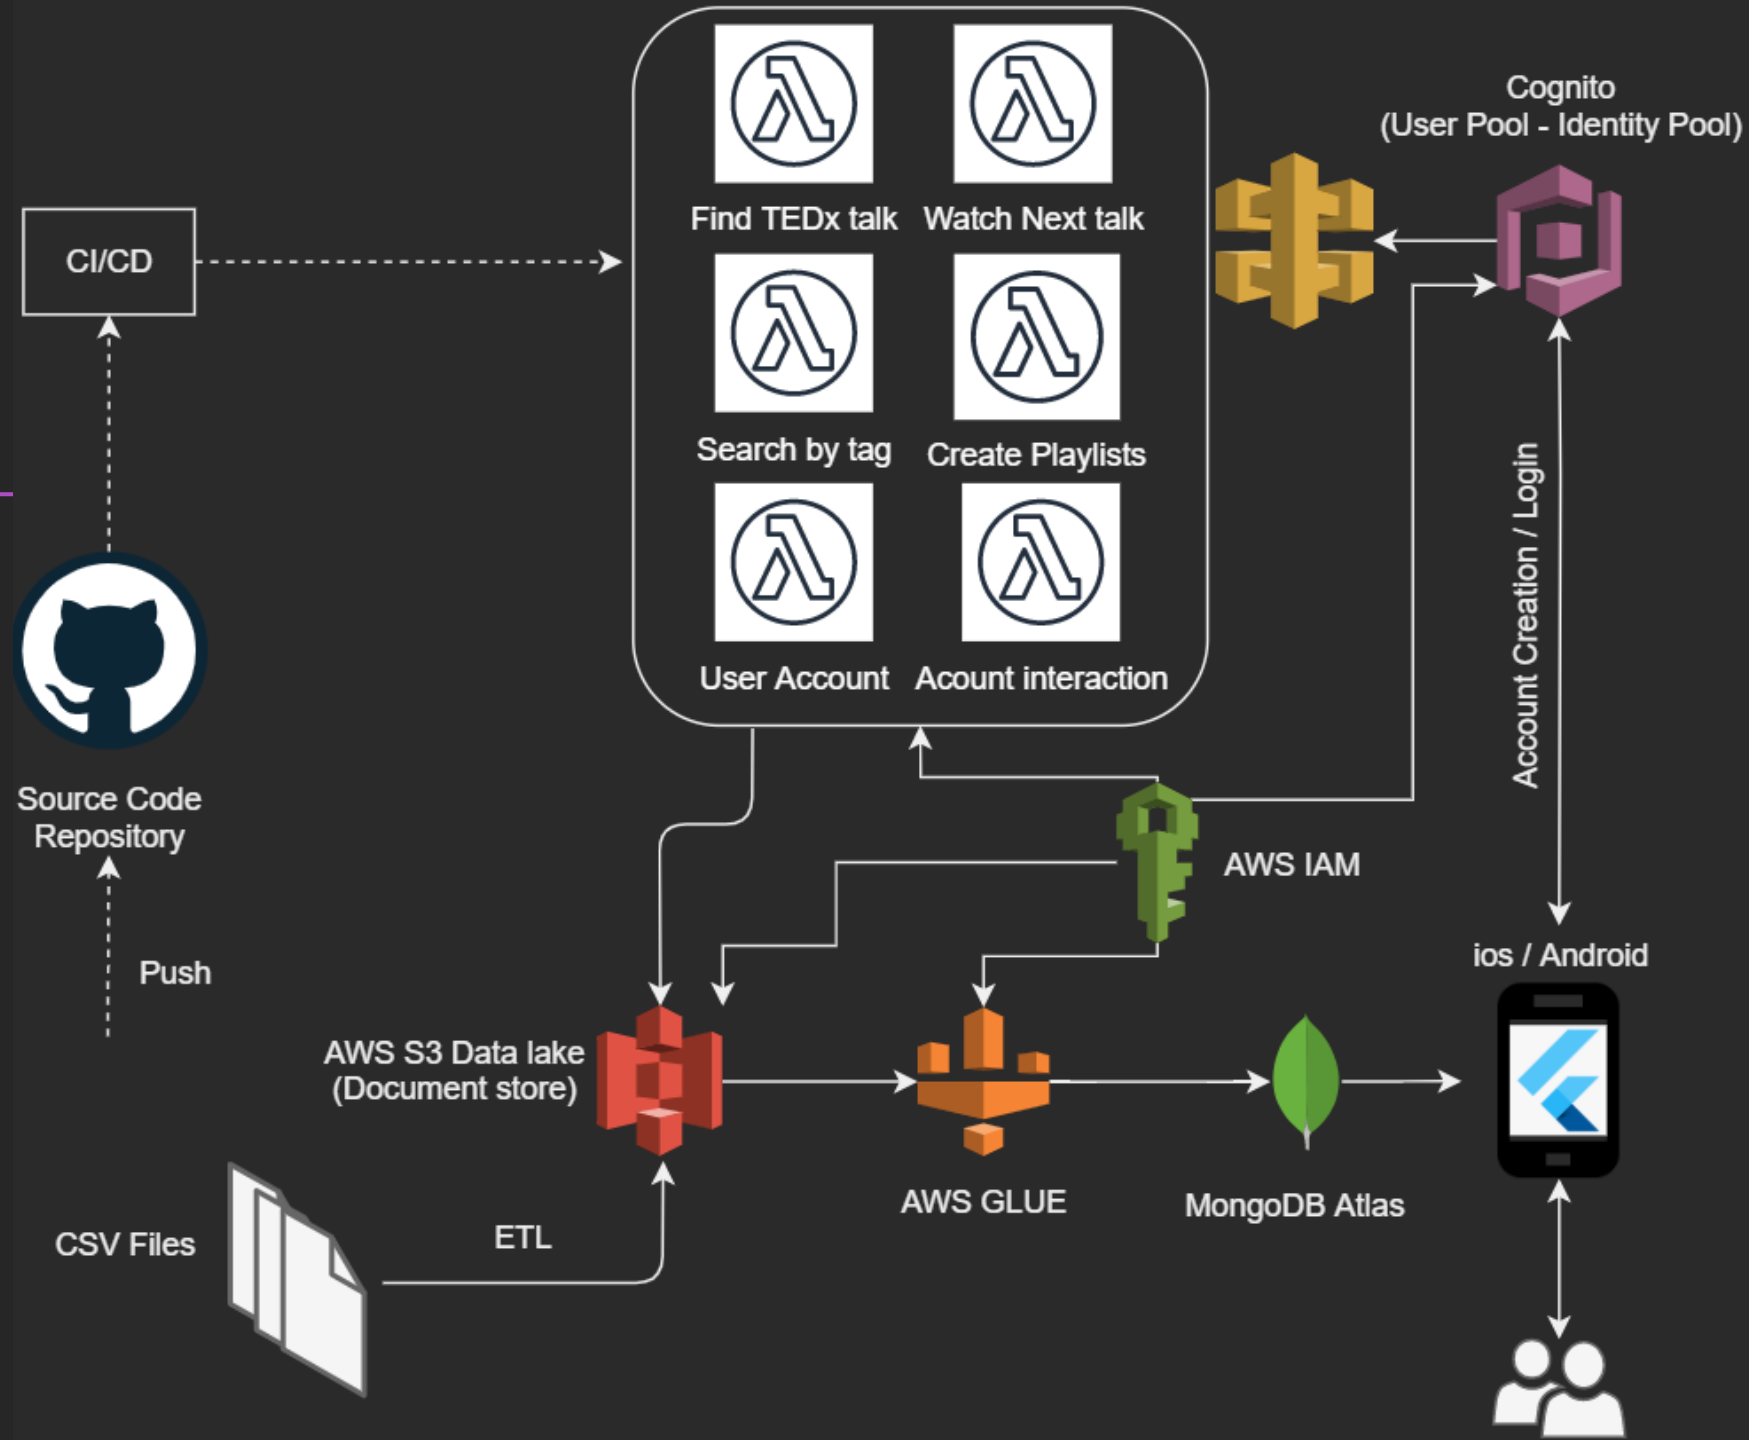 Cognito
(User Pool - Identity Pool)
Find TEDx talk
Watch Next talk
CI/CD
Search by tag
Create Playlists
User Account
Acount interaction
Account Creation / Login
Source Code
Repository
AWS IAM
Push
ios / Android
AWS S3 Data lake
(Document store)
AWS GLUE
MongoDB Atlas
CSV Files
ETL